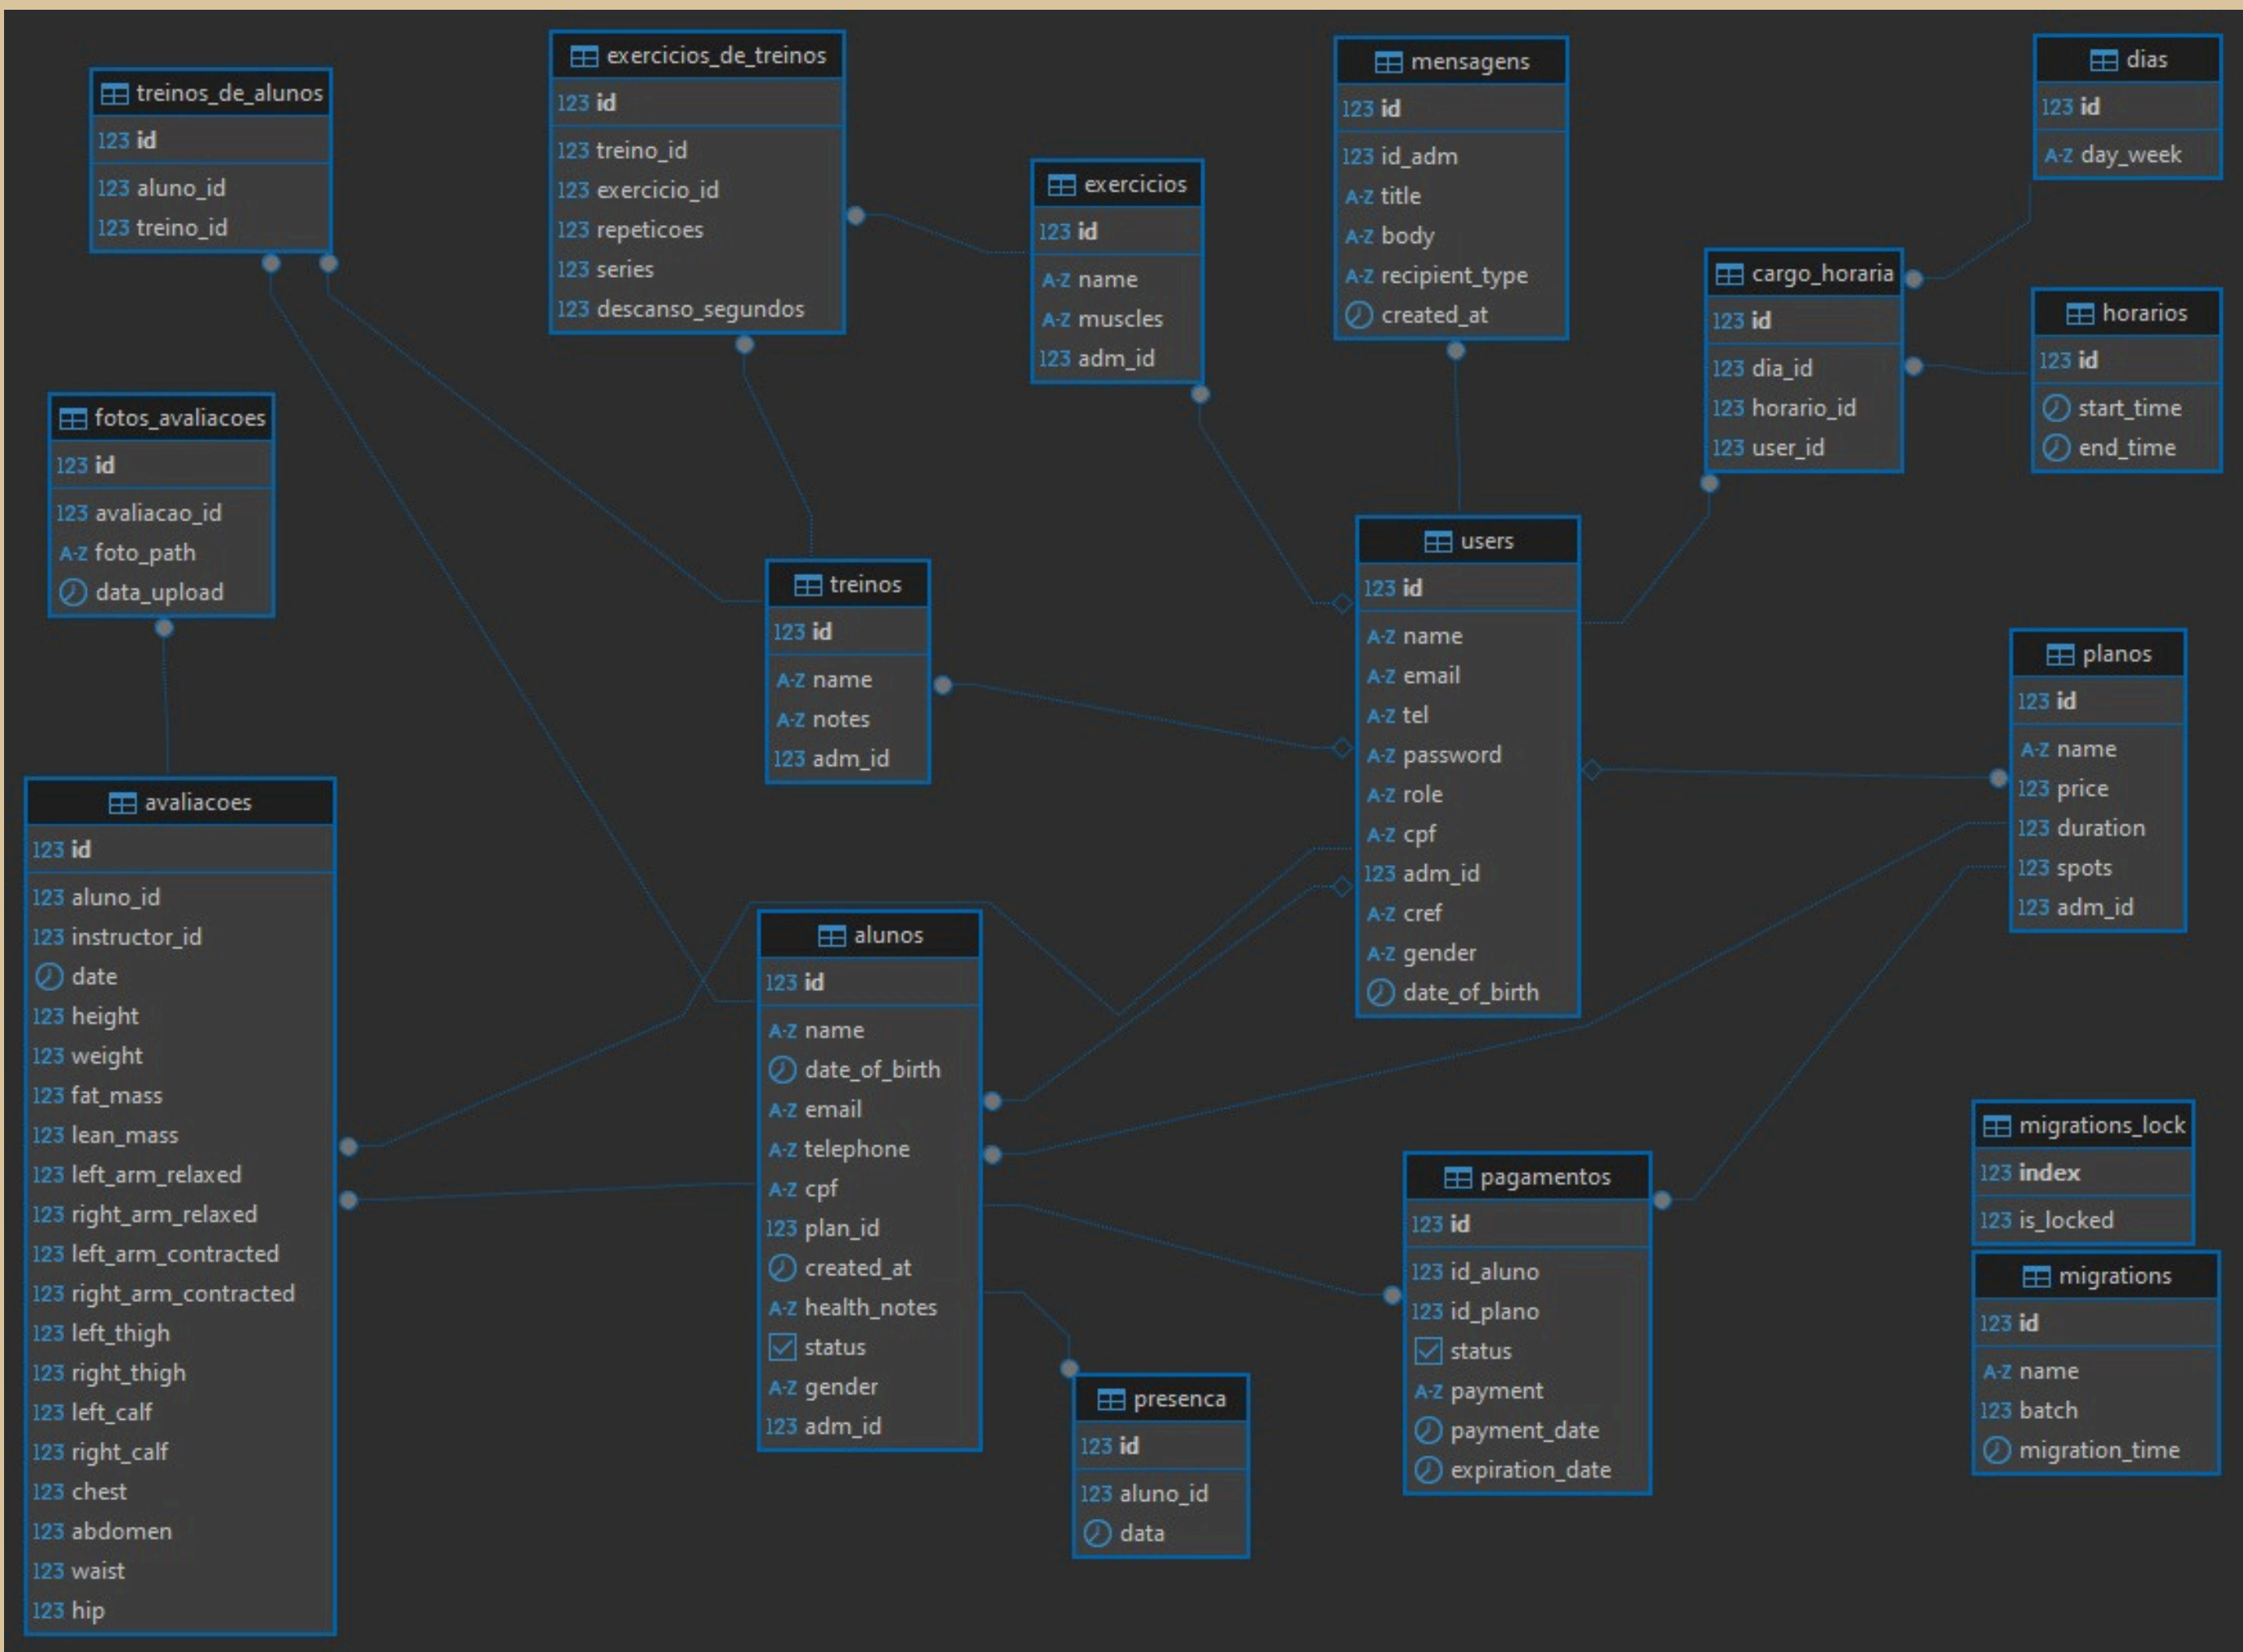 treinos_de_alunos
123 id
123 aluno_id
123 treino_id
exercicios_de_treinos
123 id
123 treino_id
123 exercicio_id
123 repeticoes
123 series
123 descanso_segundos
exercicios
123 id
A-Z name
A-Z muscles
123 adm_id
mensagens
123 id
123 id_adm
A-Z title
A-Z body
A-Z recipient_type
created_at
dias
123 id
A-Z day_week
cargo_horaria
123 id
123 dia_id
123 horario_id
123 user_id
horarios
123 id
start_time
end_time
fotos_avaliacoes
123 id
123 avaliacao_id
A-Z foto_path
data_upload
treinos
123 id
A-Z name
A-Z notes
123 adm_id
users
123 id
A-Z name
A-Z email
A-Z tel
A-Z password
A-Z role
A-Z cpf
123 adm_id
A-Z cref
A-Z gender
date_of_birth
planos
123 id
A-Z name
123 price
123 duration
123 spots
123 adm_id
avaliacoes
123 id
123 aluno_id
123 instructor_id
date
123 height
123 weight
123 fat_mass
123 lean_mass
123 left_arm_relaxed
123 right_arm_relaxed
123 left_arm_contracted
123 right_arm_contracted
123 left_thigh
123 right_thigh
123 left_calf
123 right_calf
123 chest
123 abdomen
123 waist
123 hip
alunos
123 id
A-Z name
date_of_birth
A-Z email
A-Z telephone
A-Z cpf
123 plan_id
created_at
A-Z health_notes
status
A-Z gender
123 adm_id
presenca
123 id
123 aluno_id
data
pagamentos
123 id
123 id_aluno
123 id_plano
status
A-Z payment
payment_date
expiration_date
migrations_lock
123 index
123 is_locked
migrations
123 id
A-Z name
123 batch
migration_time